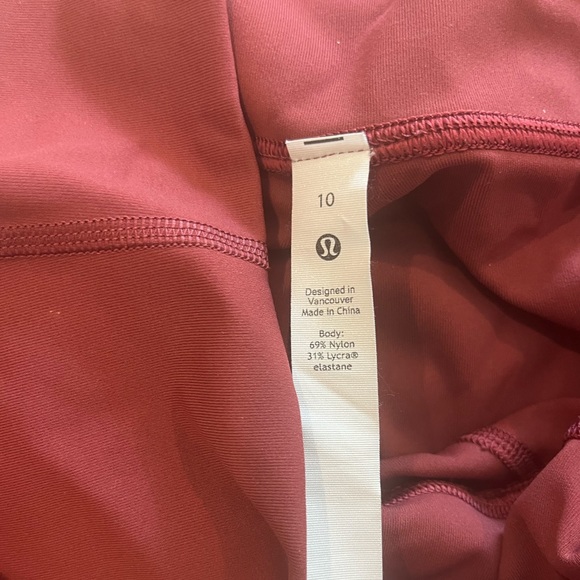 10
Designed in
Vancouver
Made in China
Body:
69% Nylon
31% Lycra®
elastane